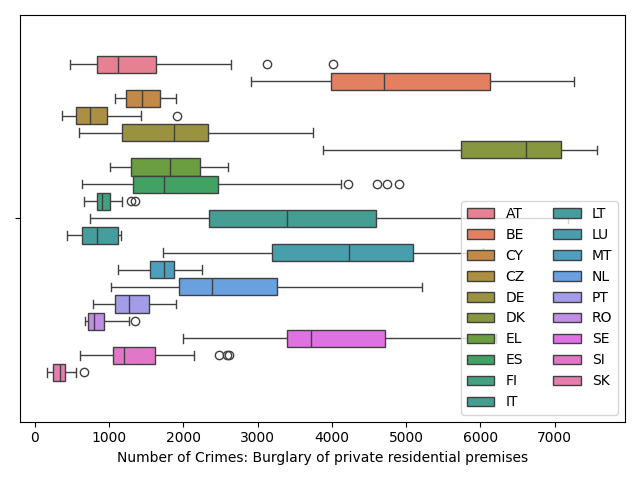 AT LT
BE LU
CY MT
CZ NL
DE PT
DK RO
EL SE
ES SI
FI SK
IT
0 1000 2000 3000 4000 5000 6000 7000
Number of Crimes: Burglary of private residential premises